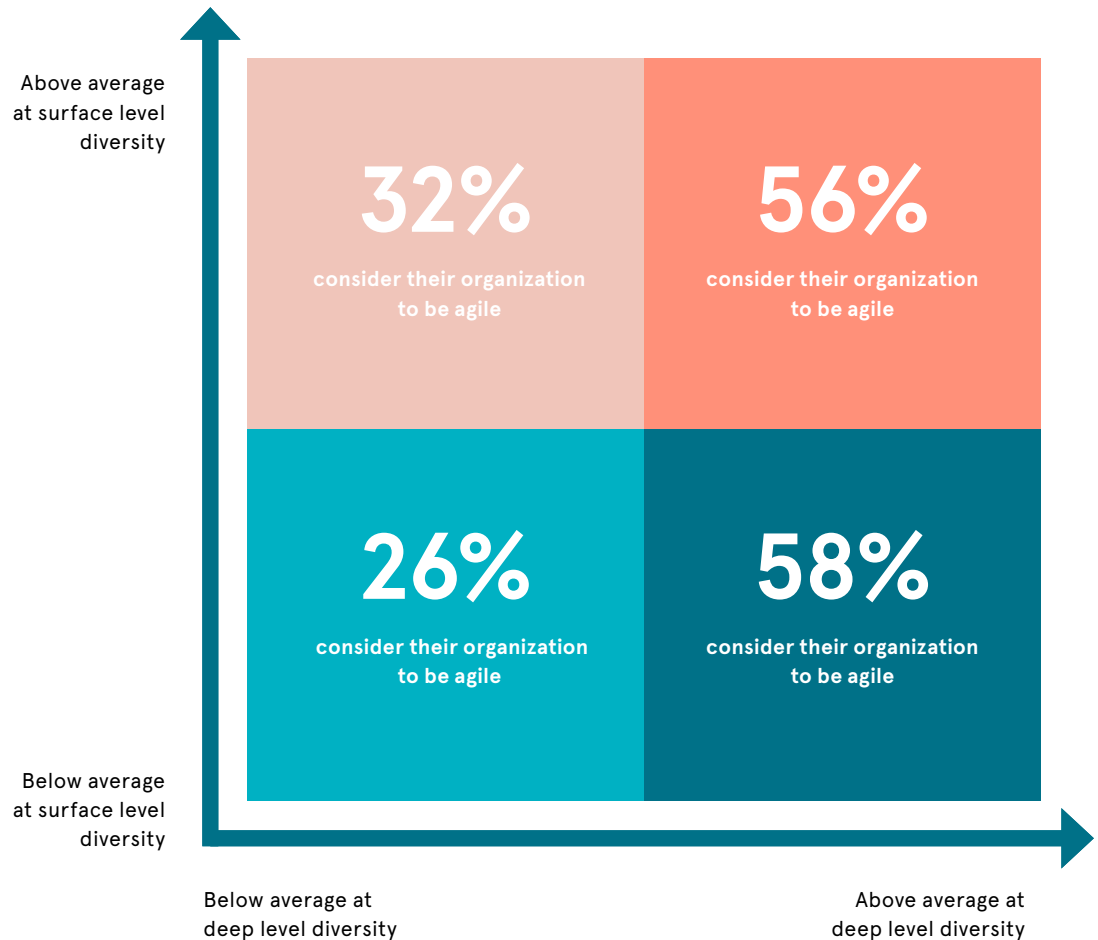 Above average
at surface level
diversity
32%
consider their organization
to be agile
56%
consider their organization
to be agile
26%
consider their organization
to be agile
58%
consider their organization
to be agile
Below average
at surface level
diversity
Below average at
deep level diversity
Above average at
deep level diversity